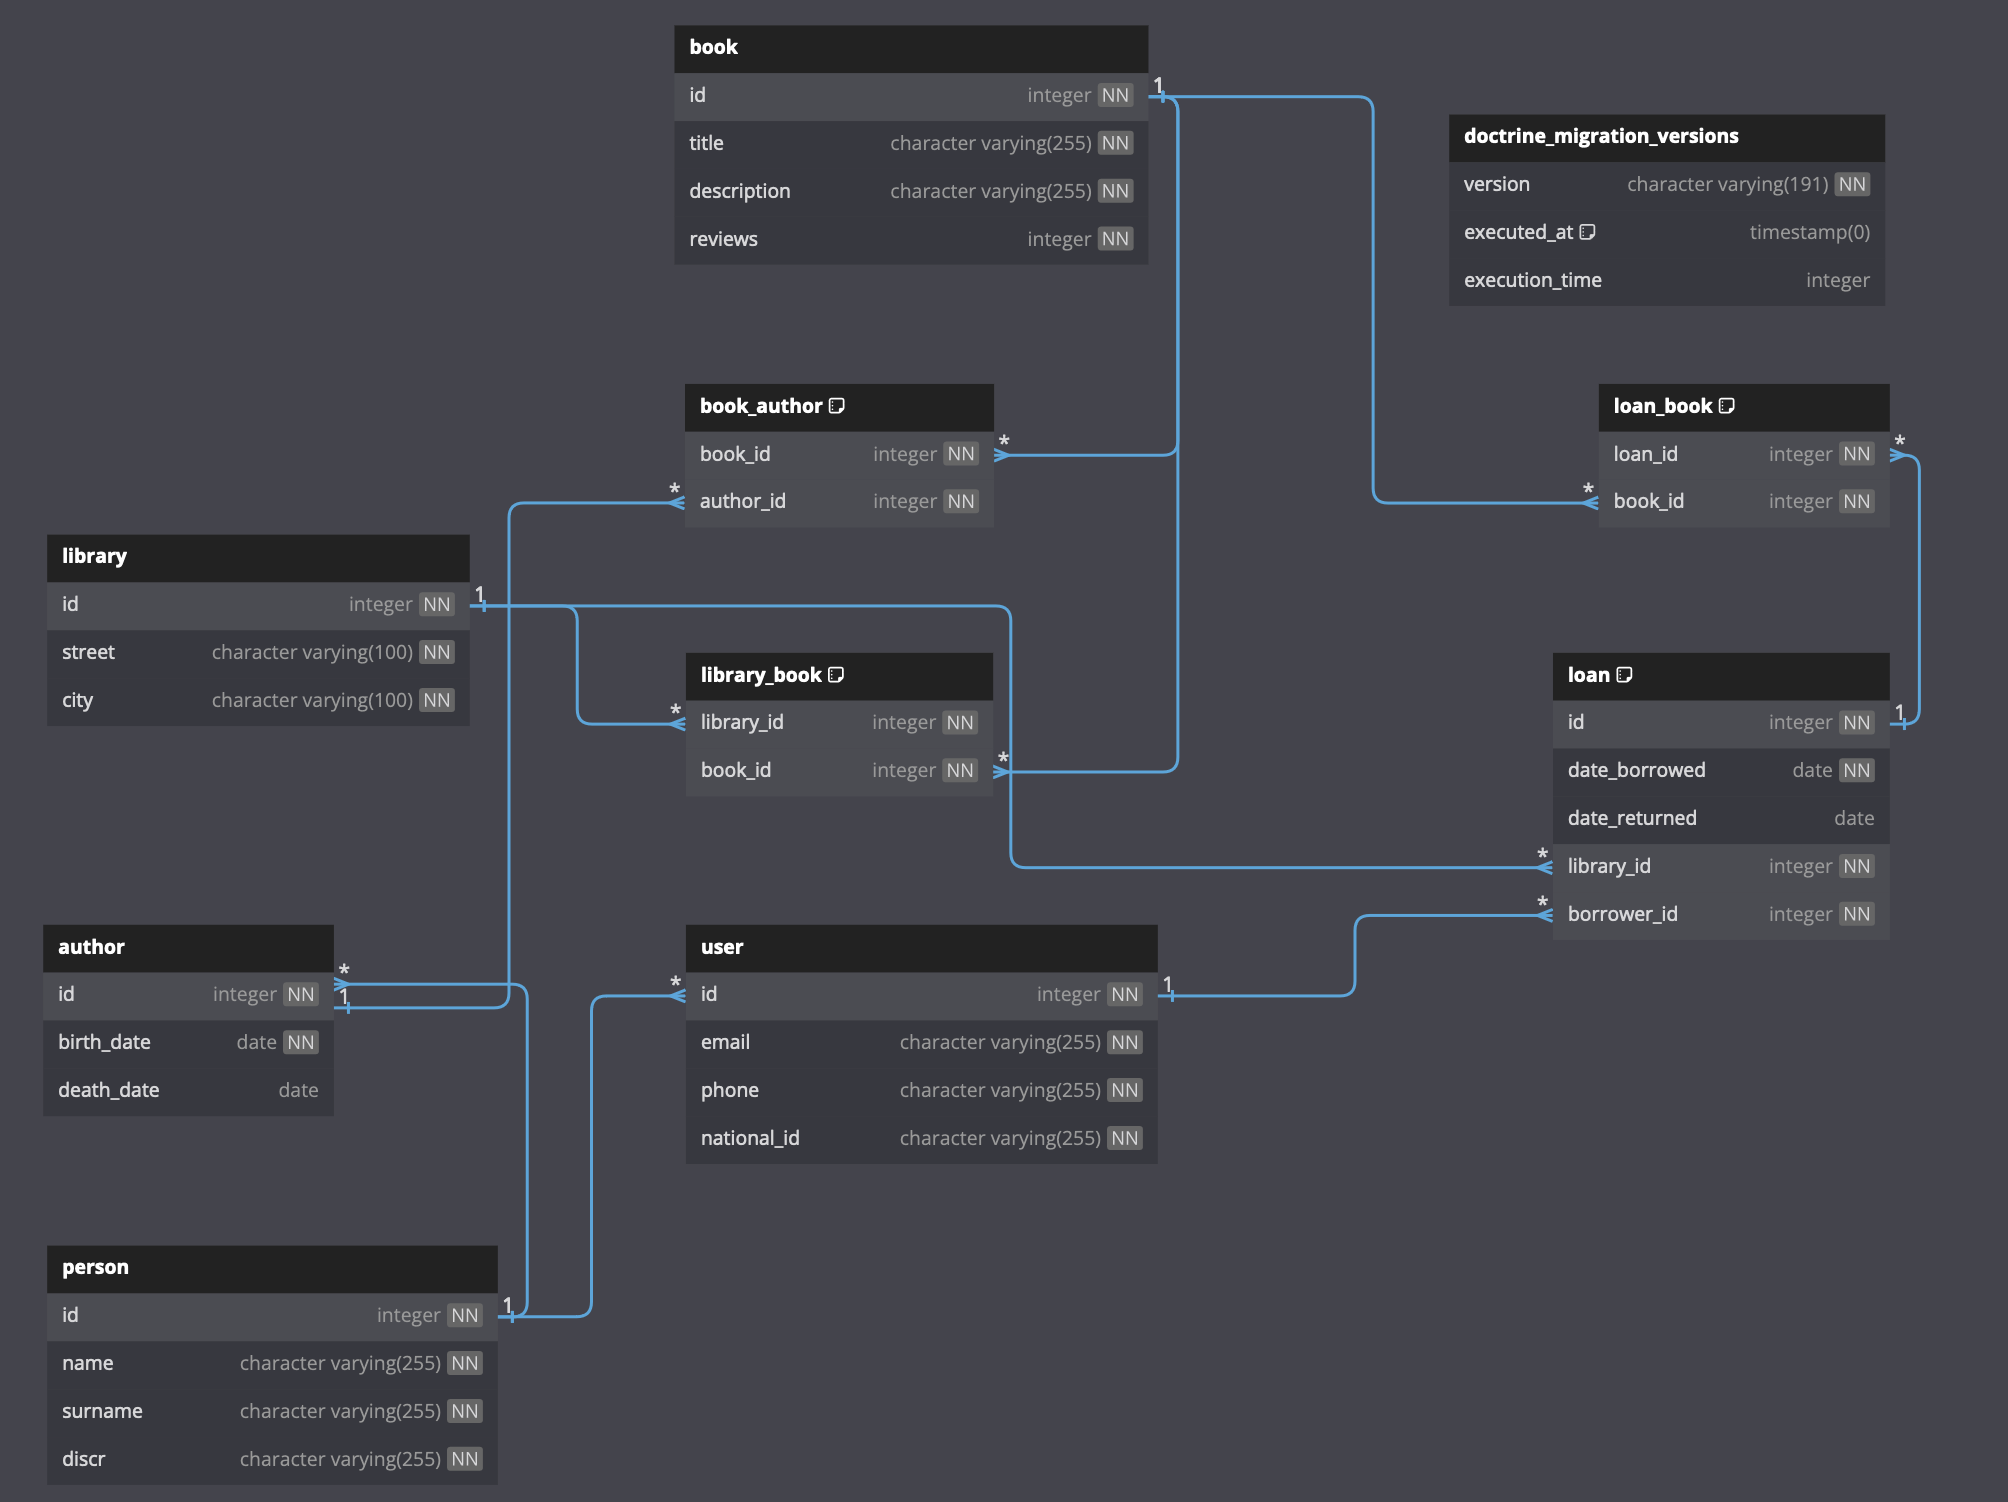 book
id integer NN
title character varying(255) NN
description character varying(255) NN
reviews integer NN
1
doctrine_migration_versions
version character varying(191) NN
executed_at timestamp(0)
execution_time integer
book_author
book_id integer NN
author_id integer NN
*
*
loan_book
loan_id integer NN
book_id integer NN
*
*
library
id integer NN
street character varying(100) NN
city character varying(100) NN
1
library_book
library_id integer NN
book_id integer NN
*
*
loan
id integer NN
date_borrowed date NN
date_returned date
library_id integer NN
borrower_id integer NN
1
*
*
author
id integer NN
birth_date date NN
death_date date
*
1
user
id integer NN
email character varying(255) NN
phone character varying(255) NN
national_id character varying(255) NN
*
1
person
id integer NN
name character varying(255) NN
surname character varying(255) NN
discr character varying(255) NN
1